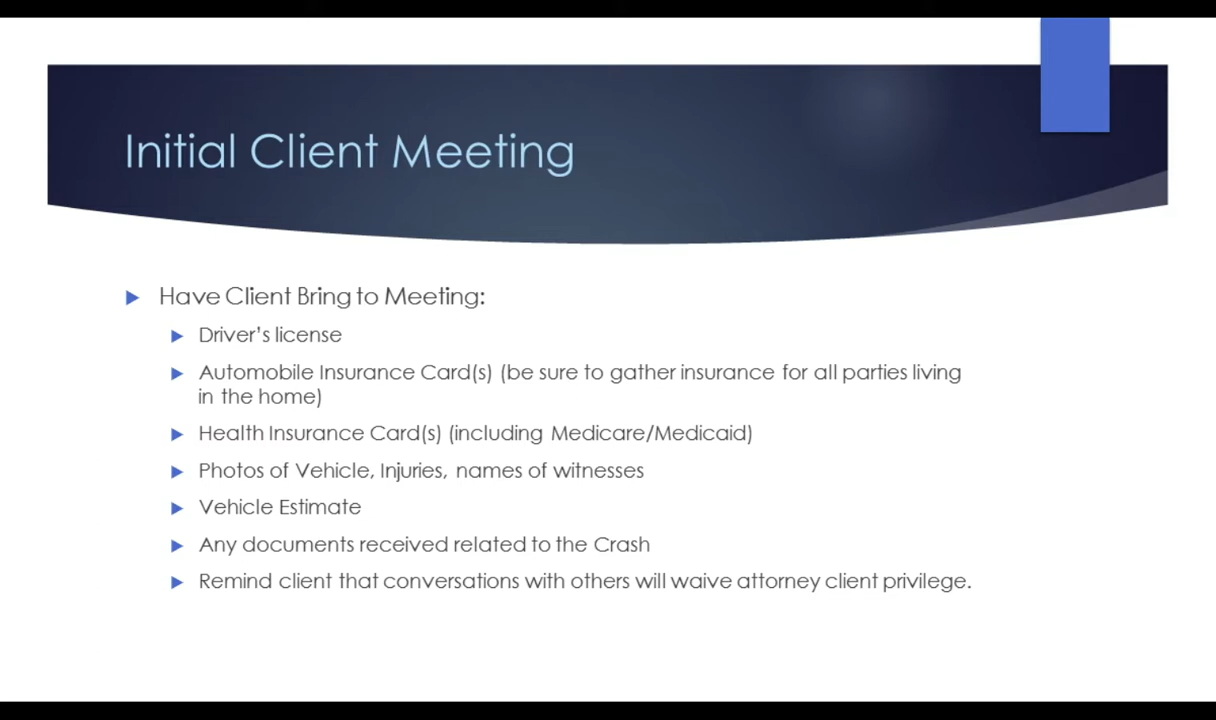 Initial Client Meeting
Have Client Bring to Meeting:
Driver's license
Automobile Insurance Card(s) (be sure to gather insurance for all parties living
in the home)
Health Insurance Card(s) (including Medicare/Medicaid)
Photos of Vehicle, Injuries, names of witnesses
Vehicle Estimate
Any documents received related to the Crash
Remind client that conversations with others will waive attorney client privilege.